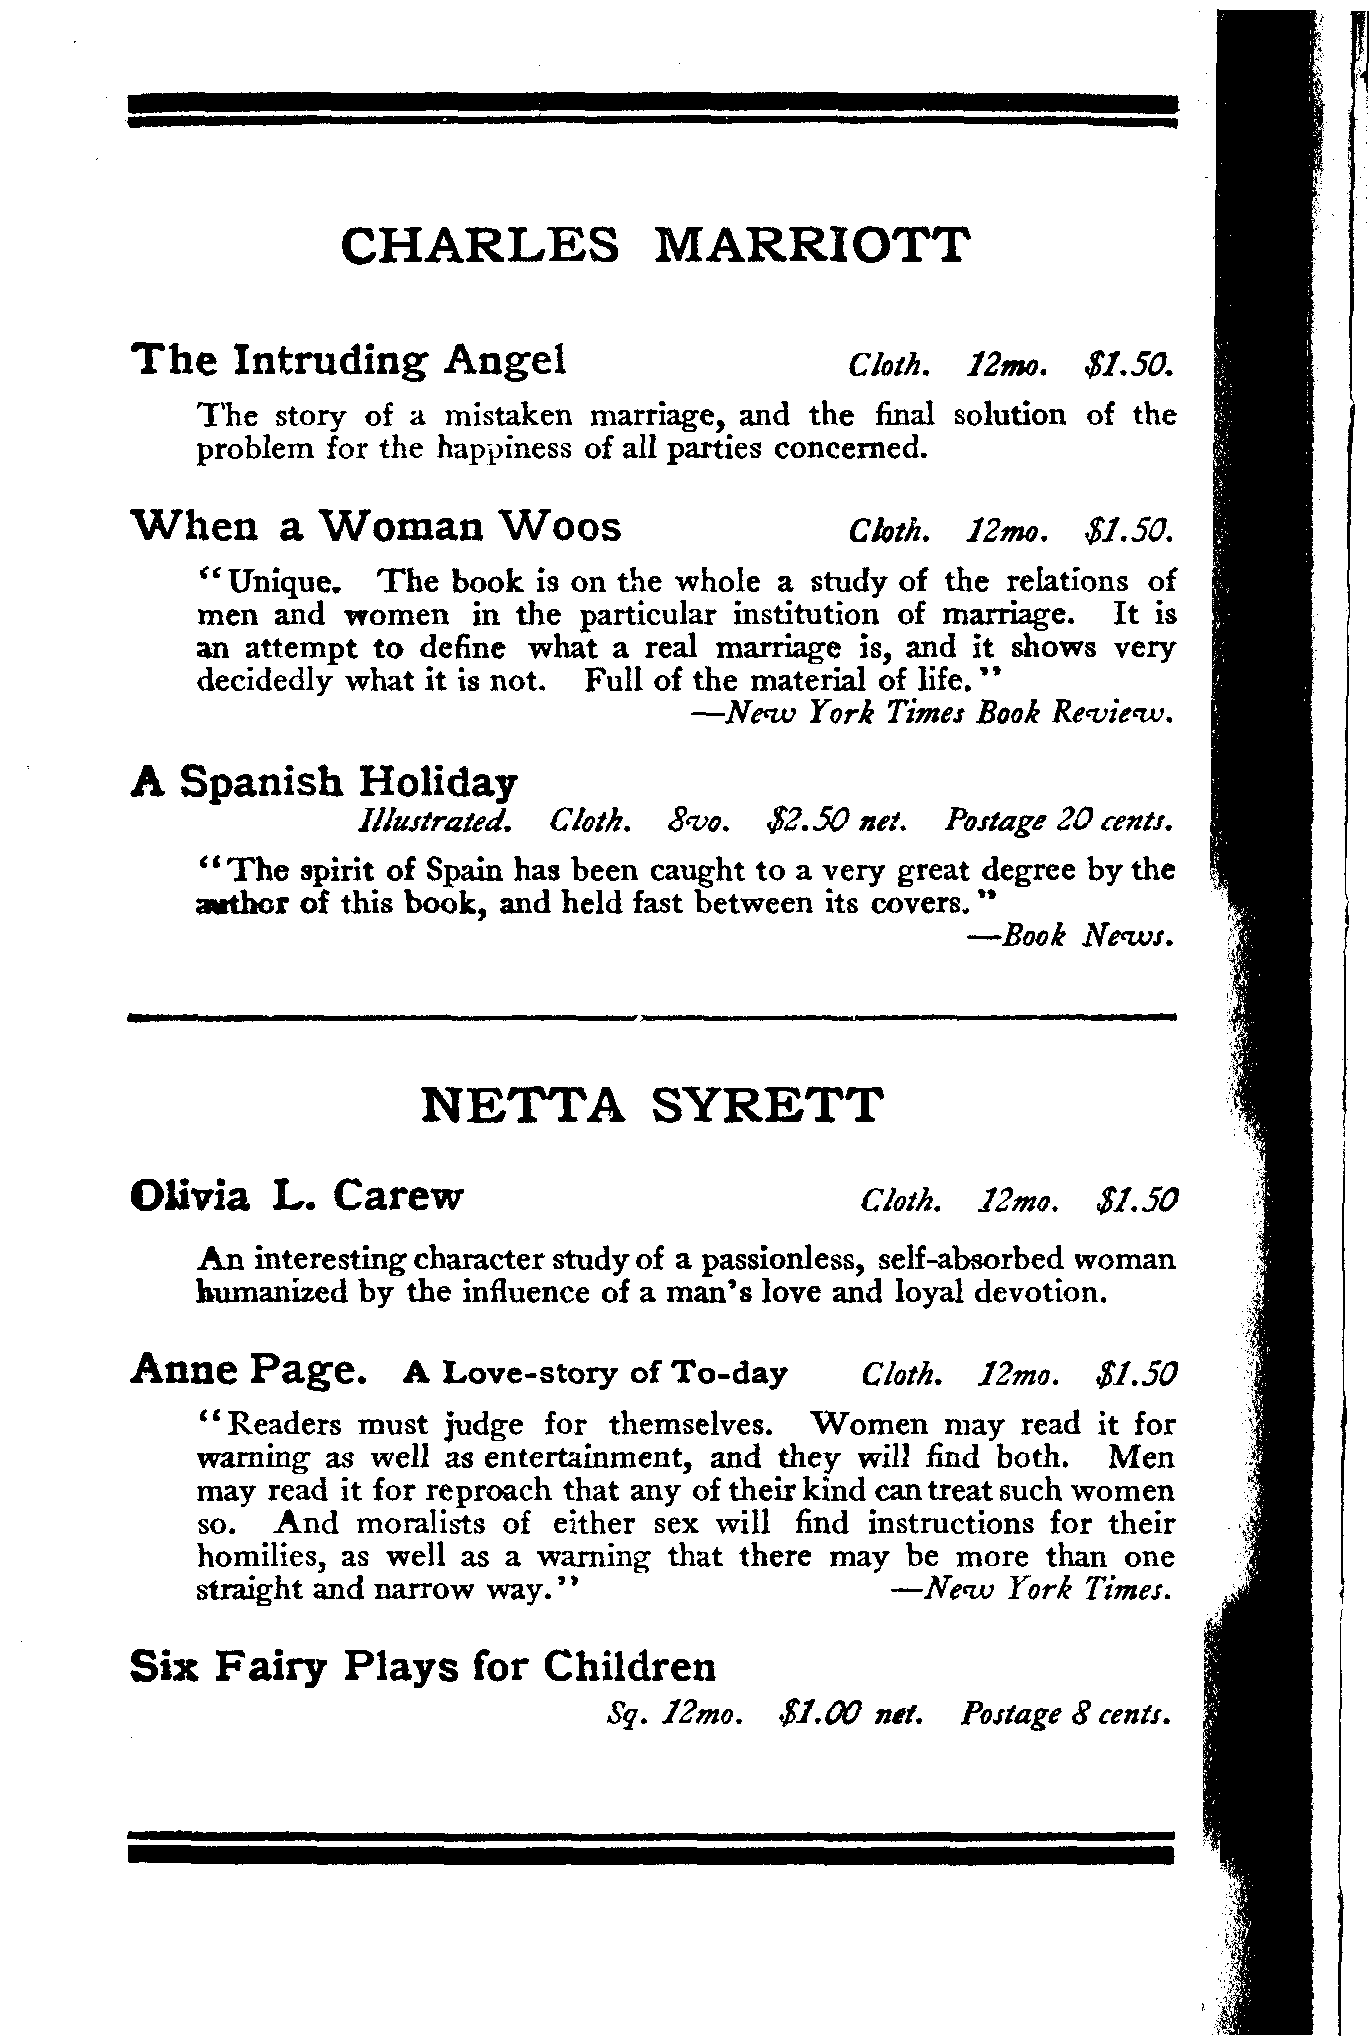 CHARLES MARRIOTT
The Intruding Angel Cloth. 12mo. $1.50.
The story of a mistaken marriage, and the final solution of the
problem for the happiness of all parties concerned.
When a Woman Woos Cloth. 12mo. $1.50.
“Unique. The book is on the whole a study of the relations of
men and women in the particular institution of marriage. It is
an attempt to define what a real marriage is, and it shows very
decidedly what it is not. Full of the material of life.”
—New York Times Book Review.
A Spanish Holiday
Illustrated. Cloth. 8vo. $2.50 net. Postage 20 cents.
“The spirit of Spain has been caught to a very great degree by the
author of this book, and held fast between its covers.”
—Book News.
NETTA SYRETT
Olivia L. Carew Cloth. 12mo. $1.50
An interesting character study of a passionless, self-absorbed woman
humanized by the influence of a man's love and loyal devotion.
Anne Page. A Love-story of To-day Cloth. 12mo. $1.50
“Readers must judge for themselves. Women may read it for
warning as well as entertainment, and they will find both. Men
may read it for reproach that any of their kind can treat such women
so. And moralists of either sex will find instructions for their
homilies, as well as a warning that there may be more than one
straight and narrow way.” —New York Times.
Six Fairy Plays for Children
Sq. 12mo. $1.00 net. Postage 8 cents.